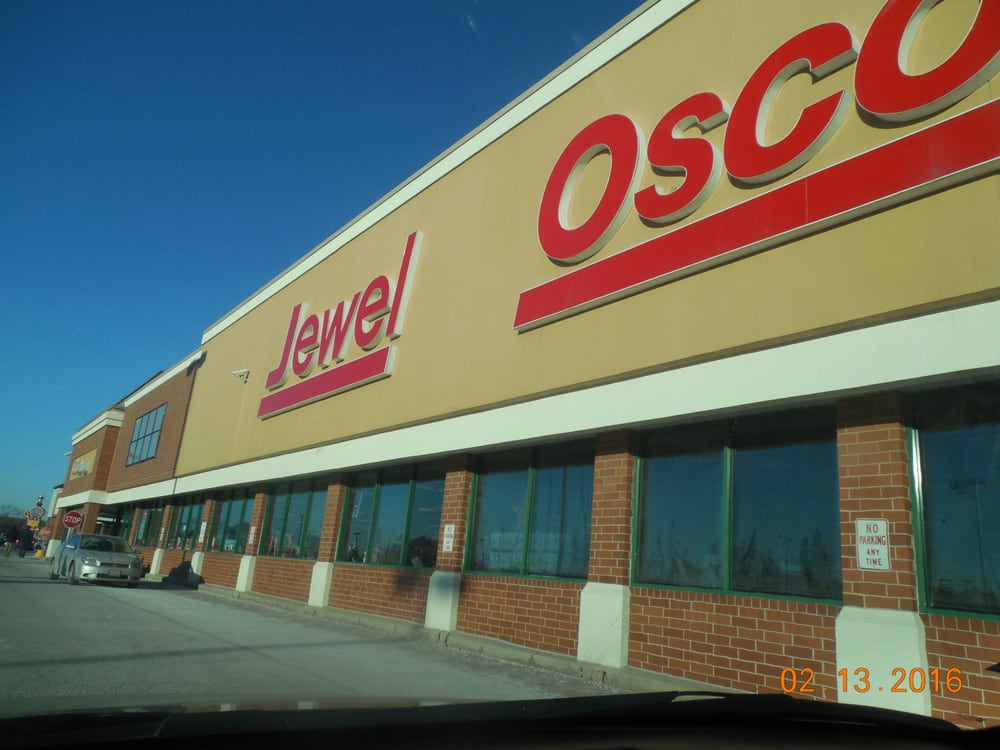 Jewel
Osco
STOP
NO
PARKING
ANY
TIME
02 13 2016